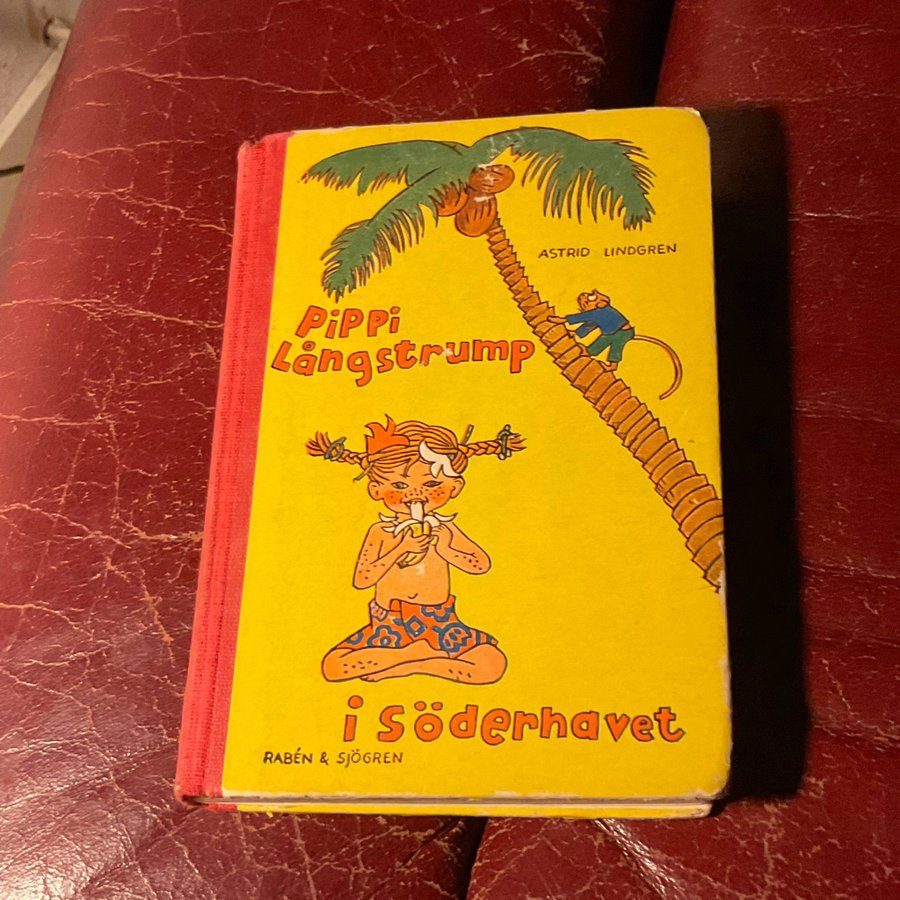 ASTRID LINDGREN
PiPPi
Långstrump
i Söderhavet
RABÉN & SJÖGREN